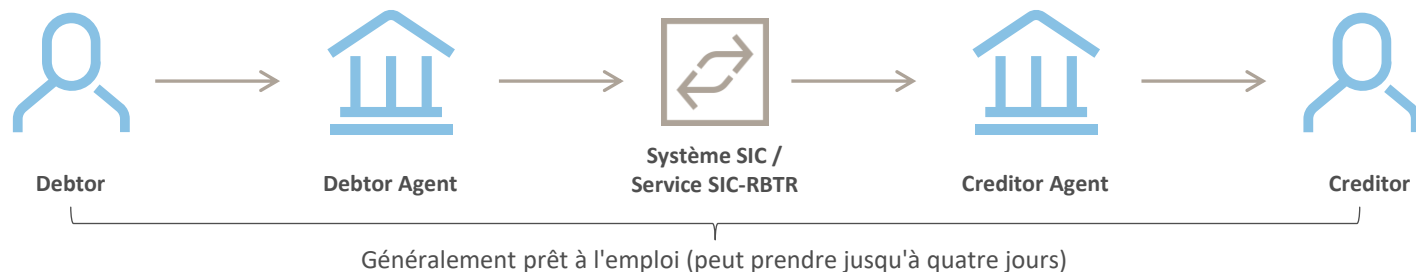 Debtor
Debtor Agent
Système SIC /
Service SIC-RBTR
Creditor Agent
Creditor
Généralement prêt à l'emploi (peut prendre jusqu'à quatre jours)